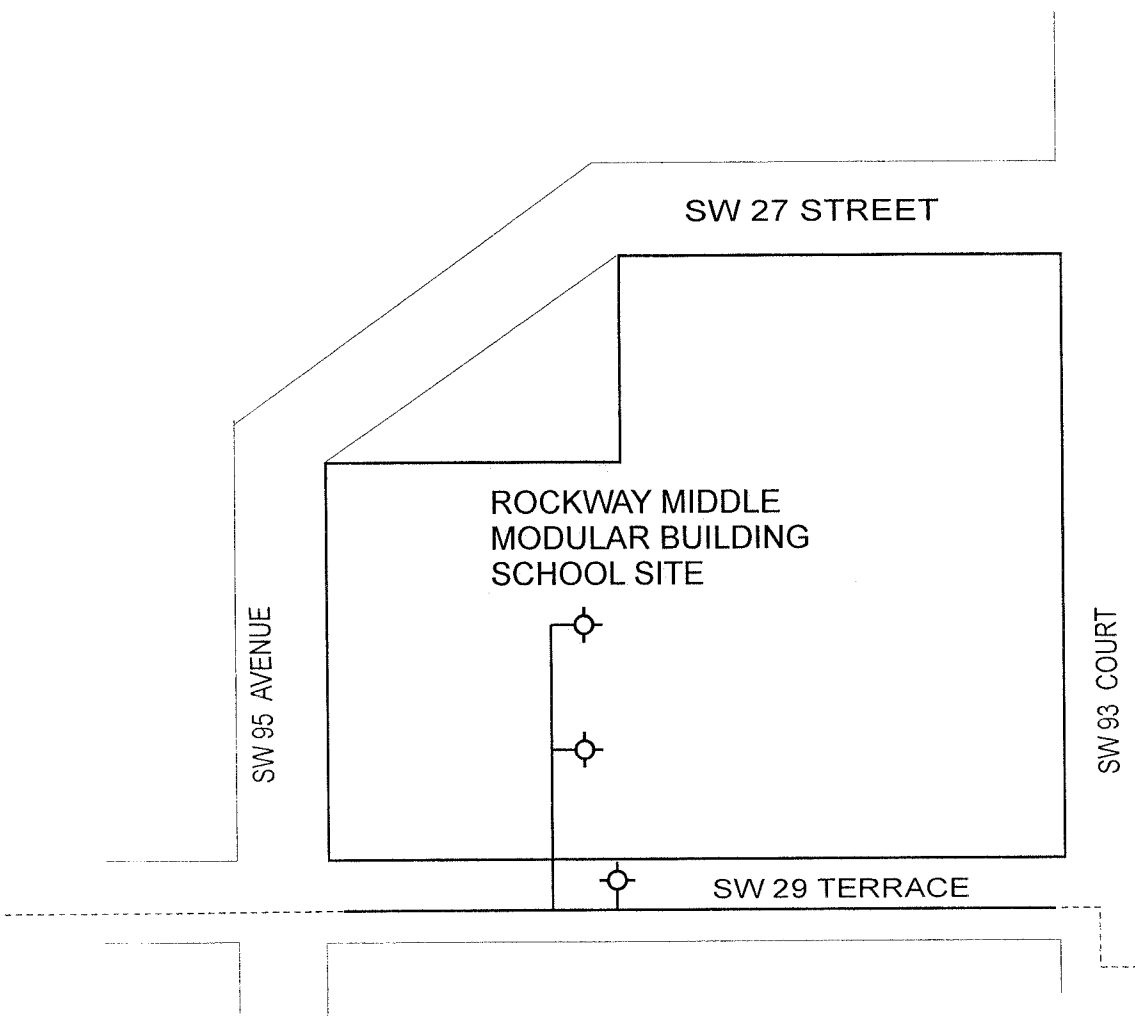 SW 27 STREET
ROCKWAY MIDDLE
MODULAR BUILDING
SCHOOL SITE
SW 95 AVENUE
SW 93 COURT
SW 29 TERRACE